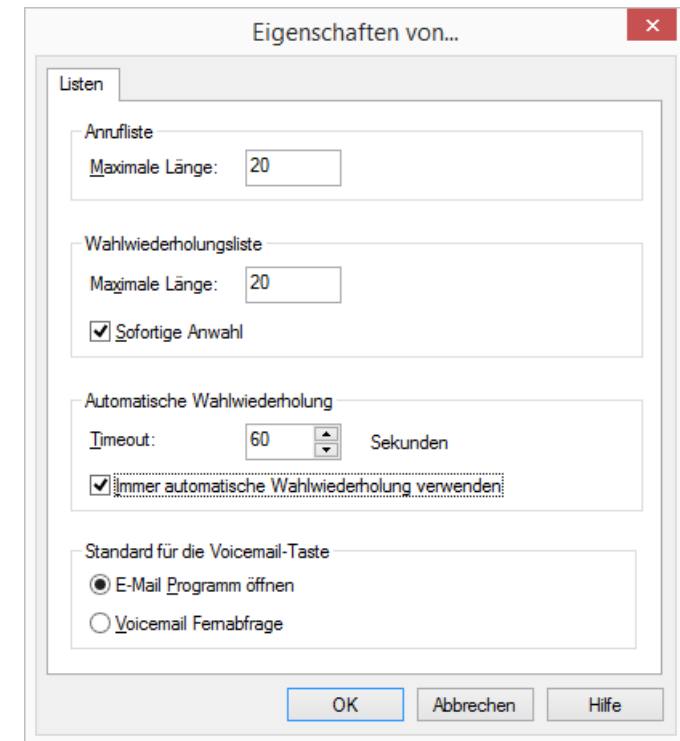 Eigenschaften von...
Listen
Anrufliste
Maximale Länge: 20
Wahlwiederholungsliste
Maximale Länge: 20
Sofortige Anwahl
Automatische Wahlwiederholung
Timeout: 60 Sekunden
Immer automatische Wahlwiederholung verwenden
Standard für die Voicemail-Taste
E-Mail Programm öffnen
Voicemail Fernabfrage
OK Abbrechen Hilfe